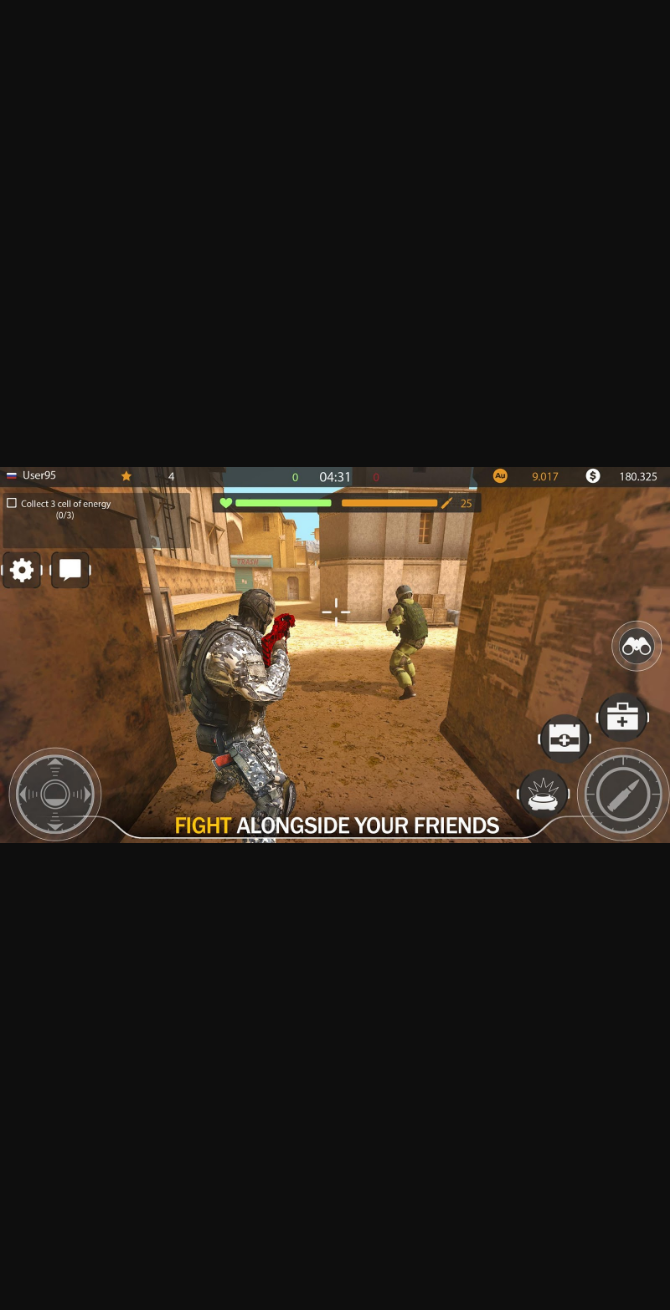 User95 4 0 04:31 0 Au 9.017 $ 180.325
Collect 3 cell of energy
(0/3)
25
FIGHT ALONGSIDE YOUR FRIENDS